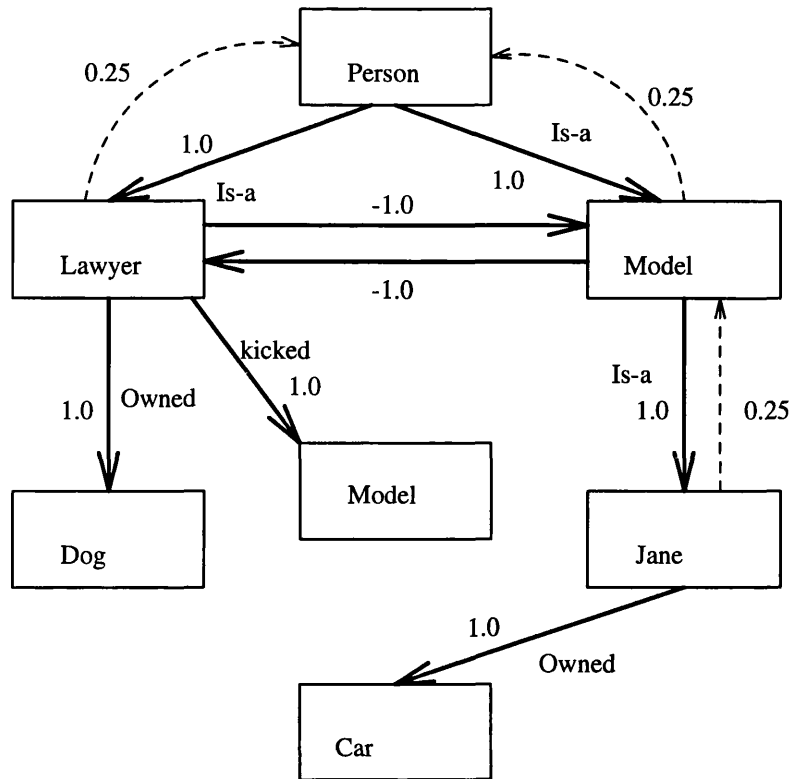 Person
0.25
0.25
1.0
Is-a
Is-a
-1.0
1.0
Lawyer
Model
-1.0
kicked
1.0
Is-a
1.0
Owned
1.0
0.25
Model
Dog
Jane
1.0
Owned
Car